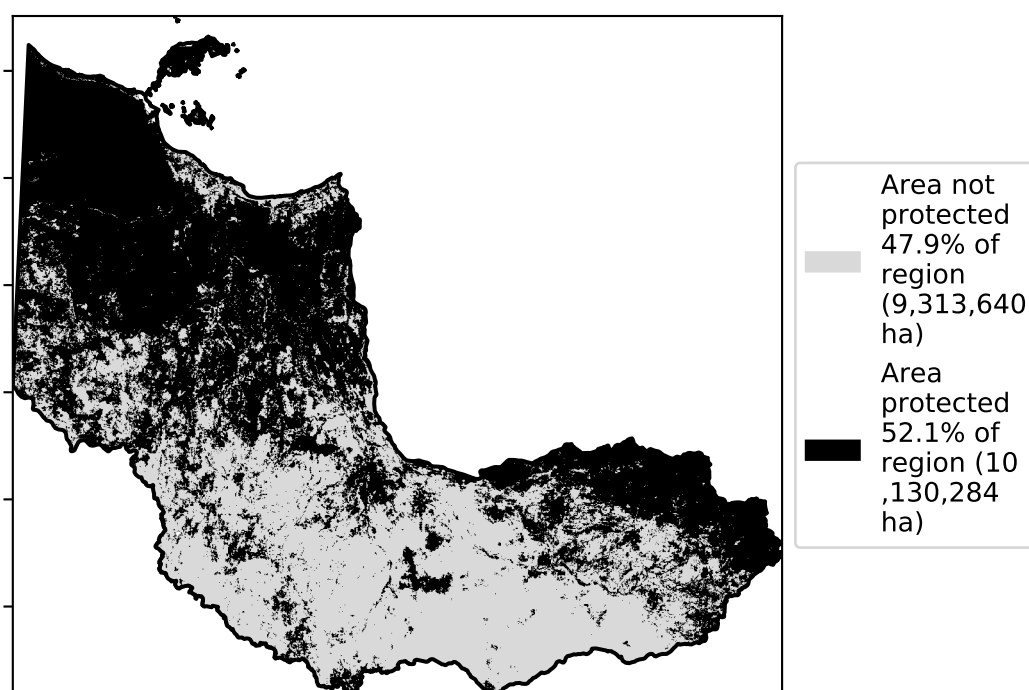 Area not
protected
47.9% of
region
(9,313,640
ha)
Area
protected
52.1% of
region (10
,130,284
ha)